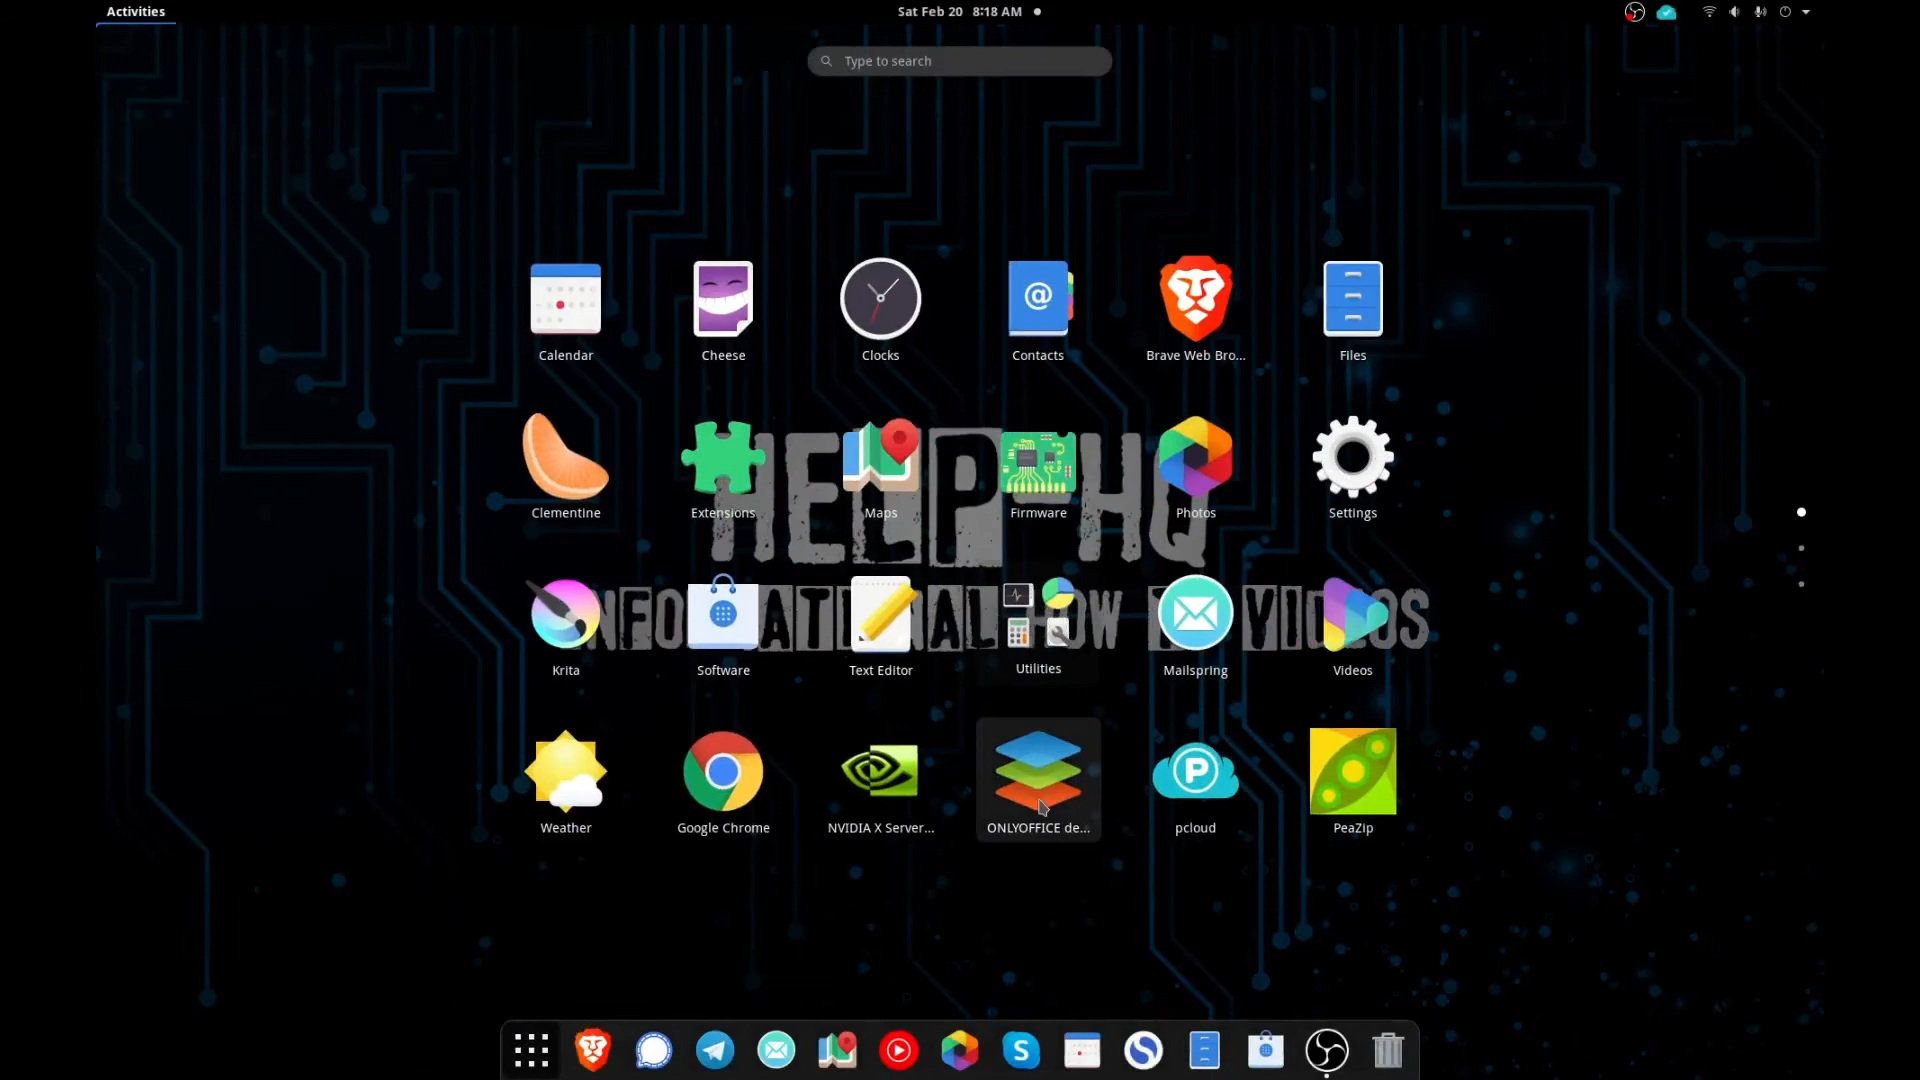 Activities
Sat Feb 20 8:18 AM
Type to search
Calendar
Cheese
Clocks
Contacts
Brave Web Bro...
Files
Clementine
Extensions
Maps
Firmware
Photos
Settings
HELP-HQ
Krita
Software
Text Editor
Utilities
Mailspring
Videos
Weather
Google Chrome
NVIDIA X Server...
ONLYOFFICE de...
pcloud
PeaZip